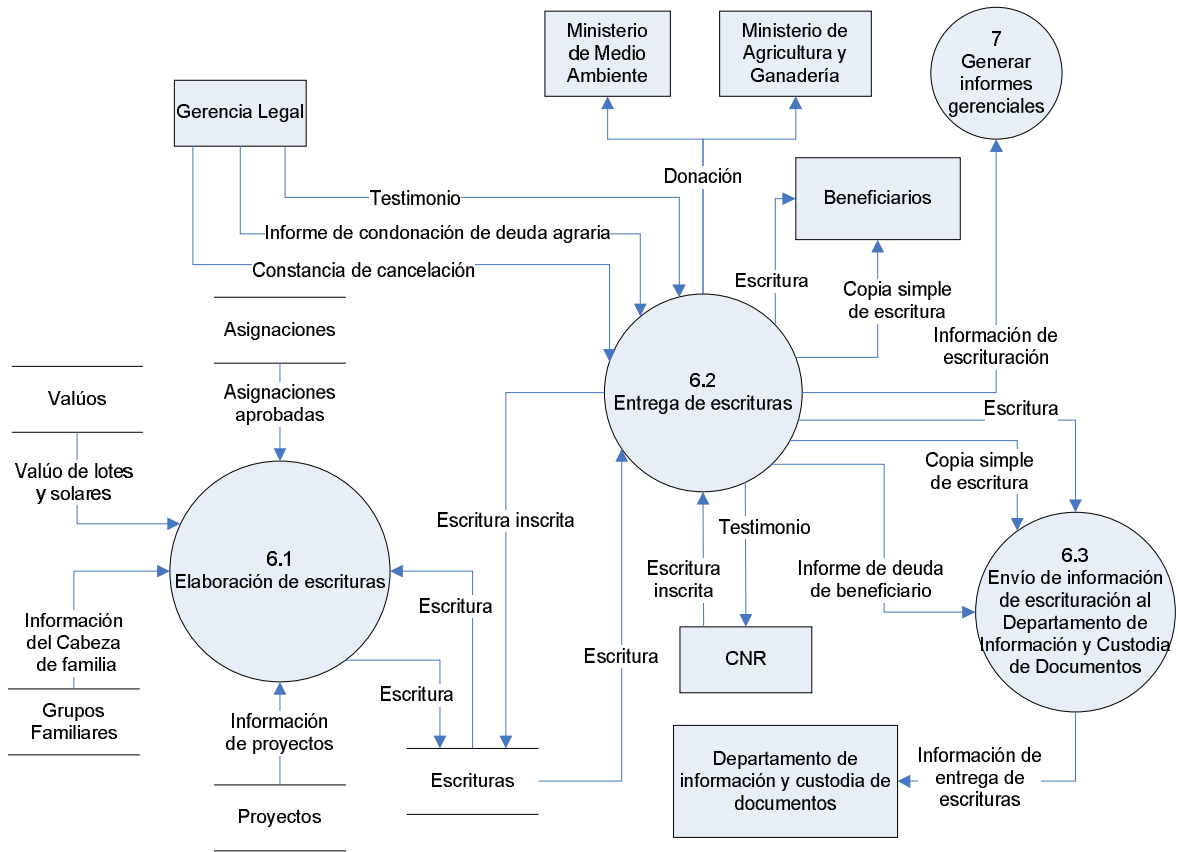 Ministerio
de Medio
Ambiente
Ministerio de
Agricultura y
Ganadería
7
Generar
informes
gerenciales
Gerencia Legal
Donación
Testimonio
Beneficiarios
Informe de condonación de deuda agraria
Constancia de cancelación
Escritura
Copia simple
de escritura
Asignaciones
Información de
escrituración
Valúos
Asignaciones
aprobadas
6.2
Entrega de escrituras
Escritura
Copia simple
de escritura
Valúo de lotes
y solares
Escritura inscrita
Testimonio
6.1
Elaboración de escrituras
Escritura
inscrita
Informe de deuda
de beneficiario
6.3
Envío de información
de escrituración al
Departamento de
Información y Custodia
de Documentos
Información
del Cabeza
de familia
Escritura
Escritura
CNR
Escritura
Grupos
Familiares
Información
de proyectos
Escrituras
Departamento de
información y custodia de
documentos
Información de
entrega de
escrituras
Proyectos